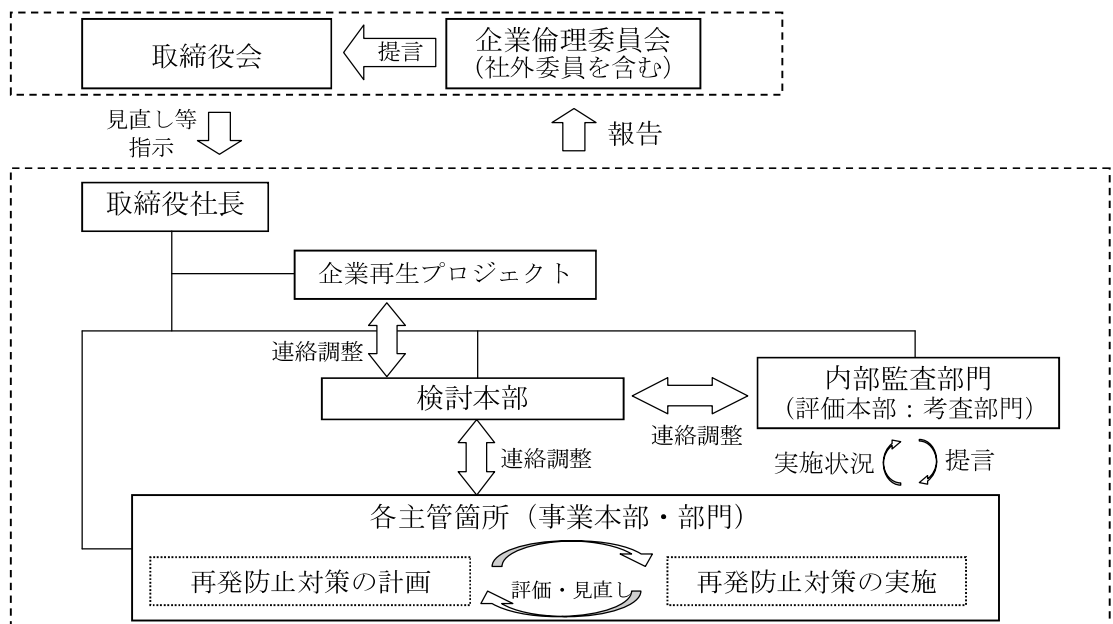 取締役会
提言
企業倫理委員会
（社外委員を含む）
見直し等
指示
報告
取締役社長
企業再生プロジェクト
連絡調整
検討本部
内部監査部門
（評価本部：考査部門）
連絡調整
連絡調整
実施状況
提言
各主管箇所（事業本部・部門）
再発防止対策の計画
評価・見直し
再発防止対策の実施